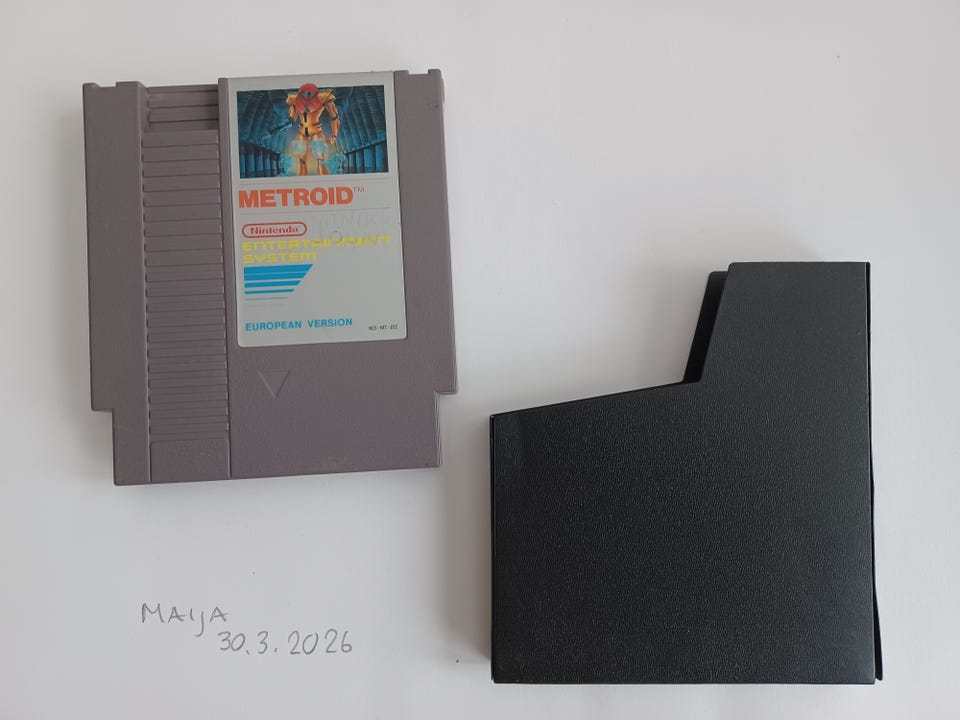 METROID™
Nintendo®
ENTERTAINMENT
SYSTEM
EUROPEAN VERSION
NES-MT-EEC
MAIJA
30.3.2026